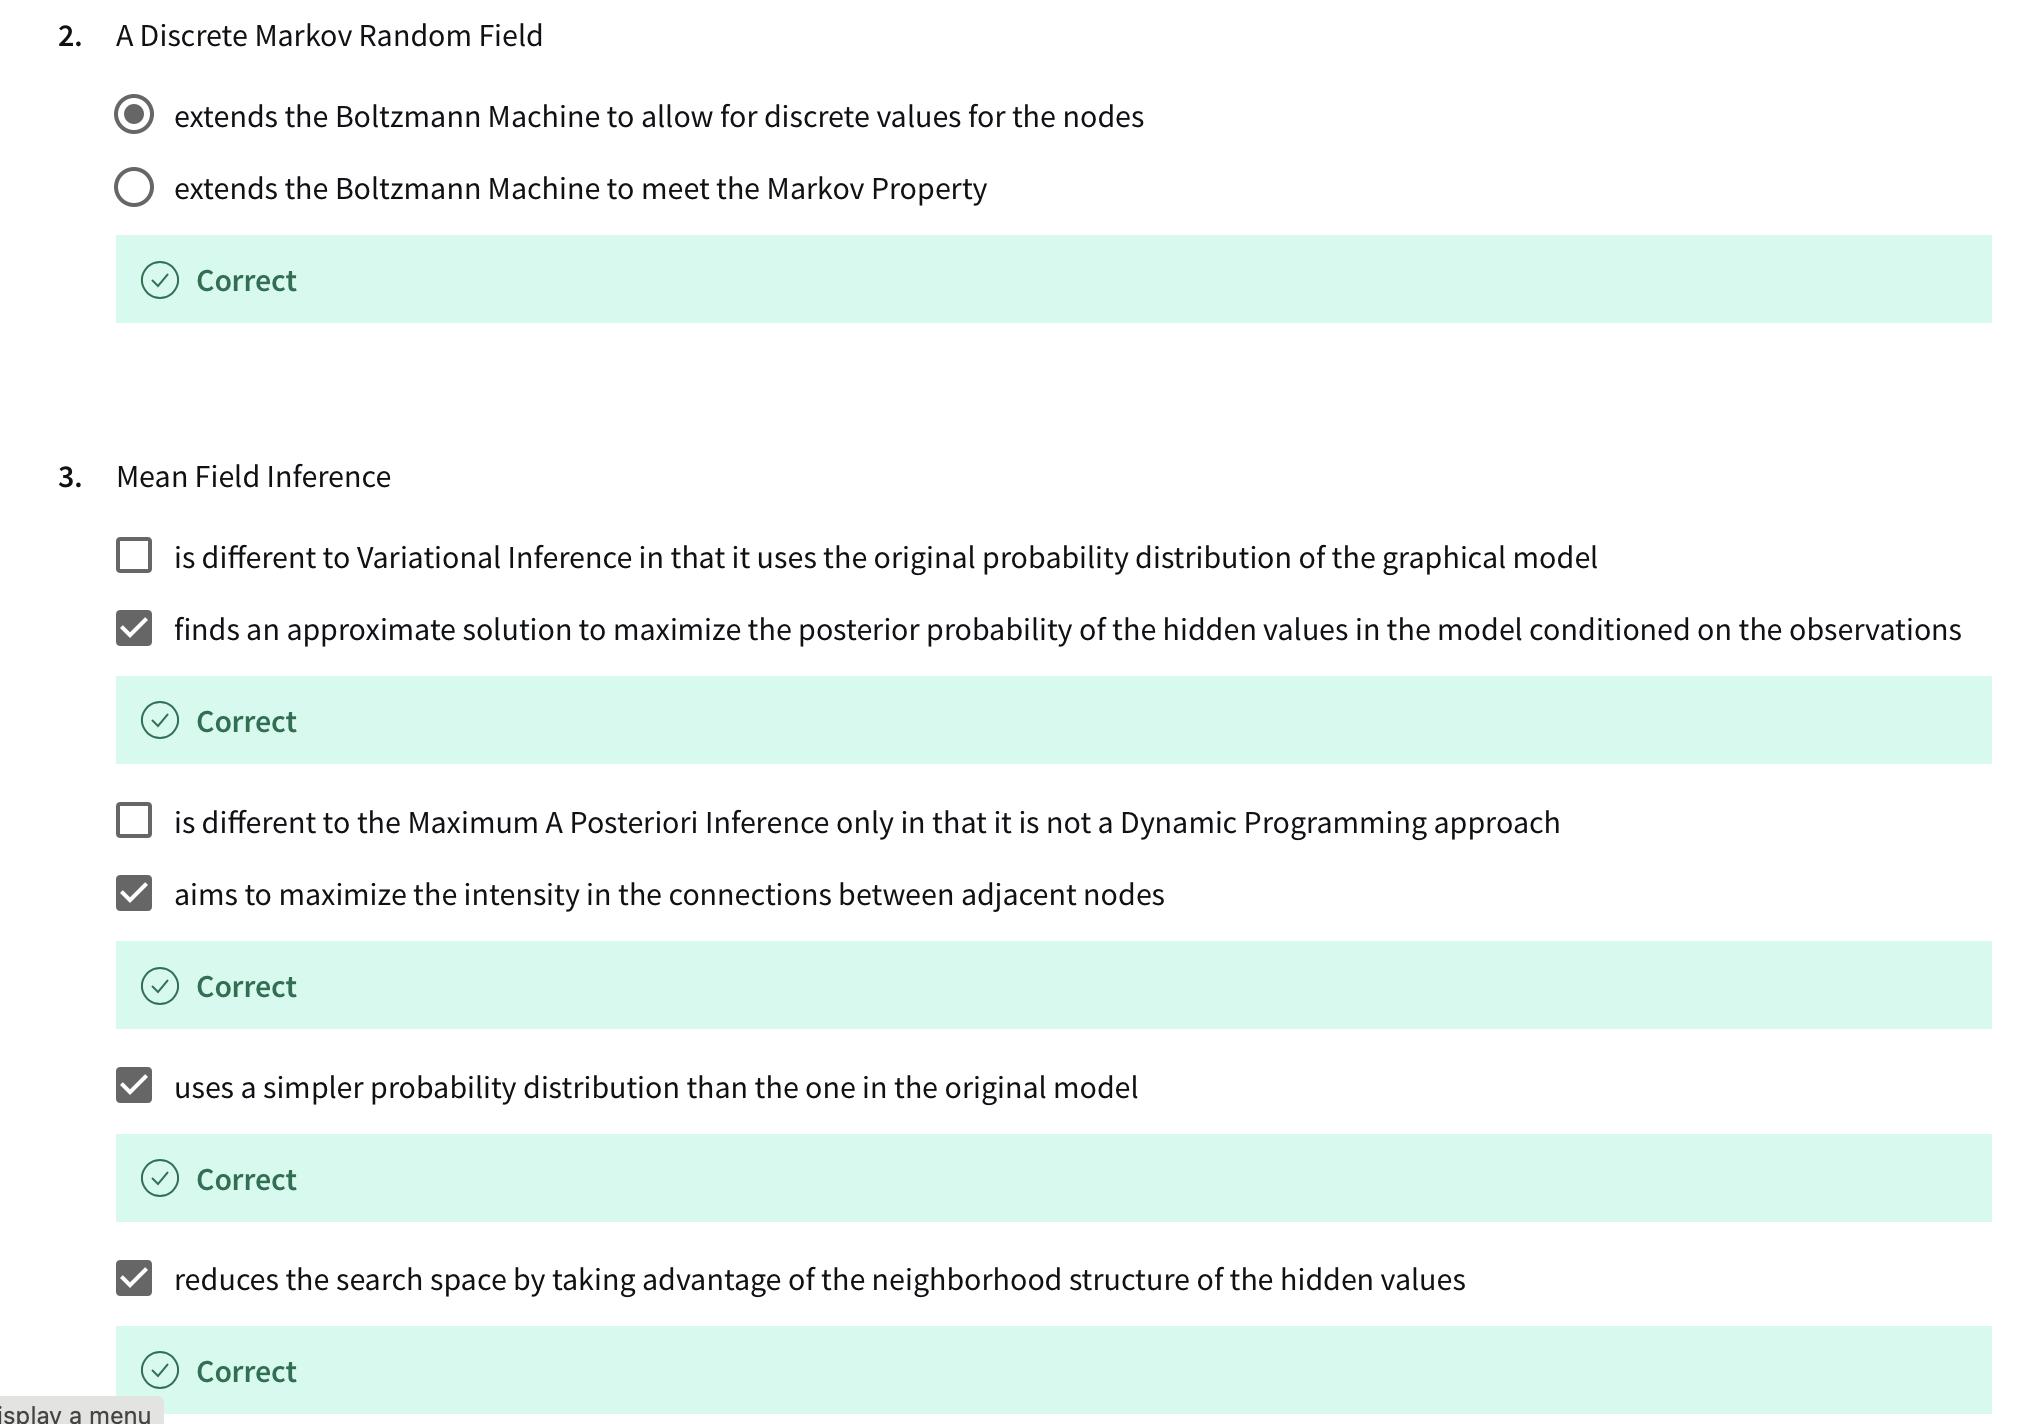 2. A Discrete Markov Random Field
extends the Boltzmann Machine to allow for discrete values for the nodes
extends the Boltzmann Machine to meet the Markov Property
Correct
3. Mean Field Inference
is different to Variational Inference in that it uses the original probability distribution of the graphical model
finds an approximate solution to maximize the posterior probability of the hidden values in the model conditioned on the observations
Correct
is different to the Maximum A Posteriori Inference only in that it is not a Dynamic Programming approach
aims to maximize the intensity in the connections between adjacent nodes
Correct
uses a simpler probability distribution than the one in the original model
Correct
reduces the search space by taking advantage of the neighborhood structure of the hidden values
Correct
isplay a menu